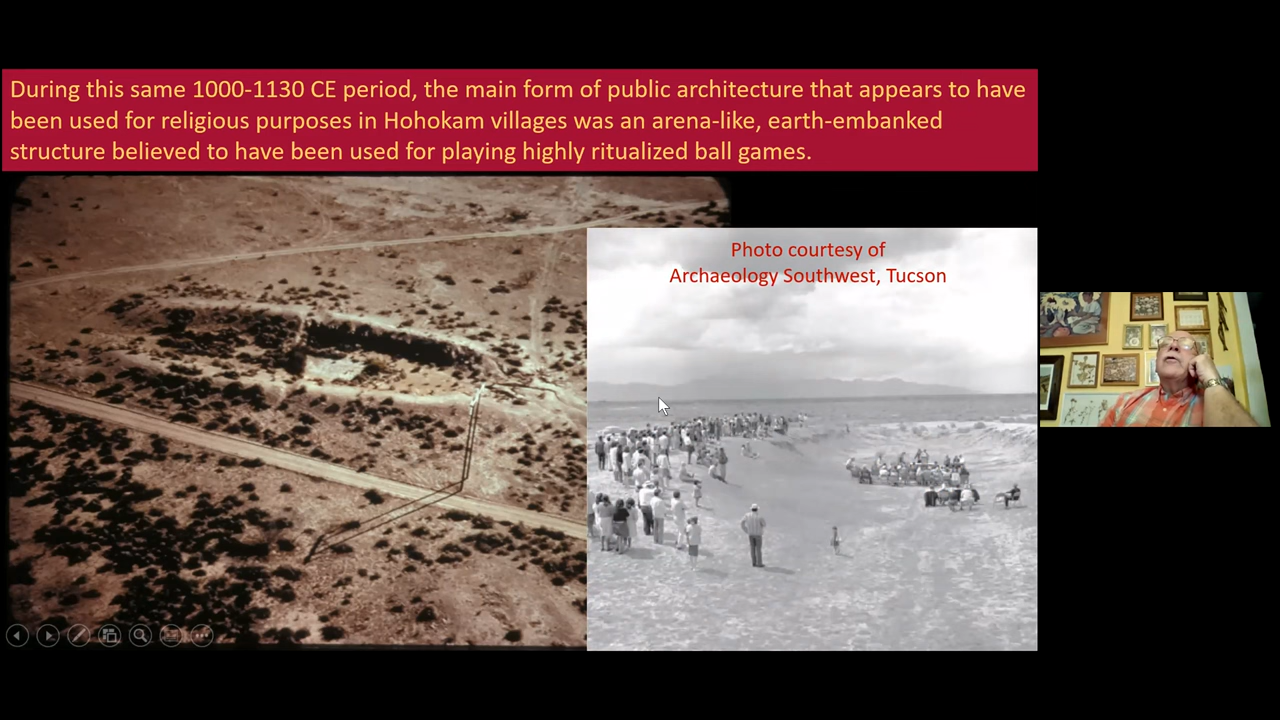 During this same 1000-1130 CE period, the main form of public architecture that appears to have
been used for religious purposes in Hohokam villages was an arena-like, earth-embanked
structure believed to have been used for playing highly ritualized ball games.
Photo courtesy of
Archaeology Southwest, Tucson